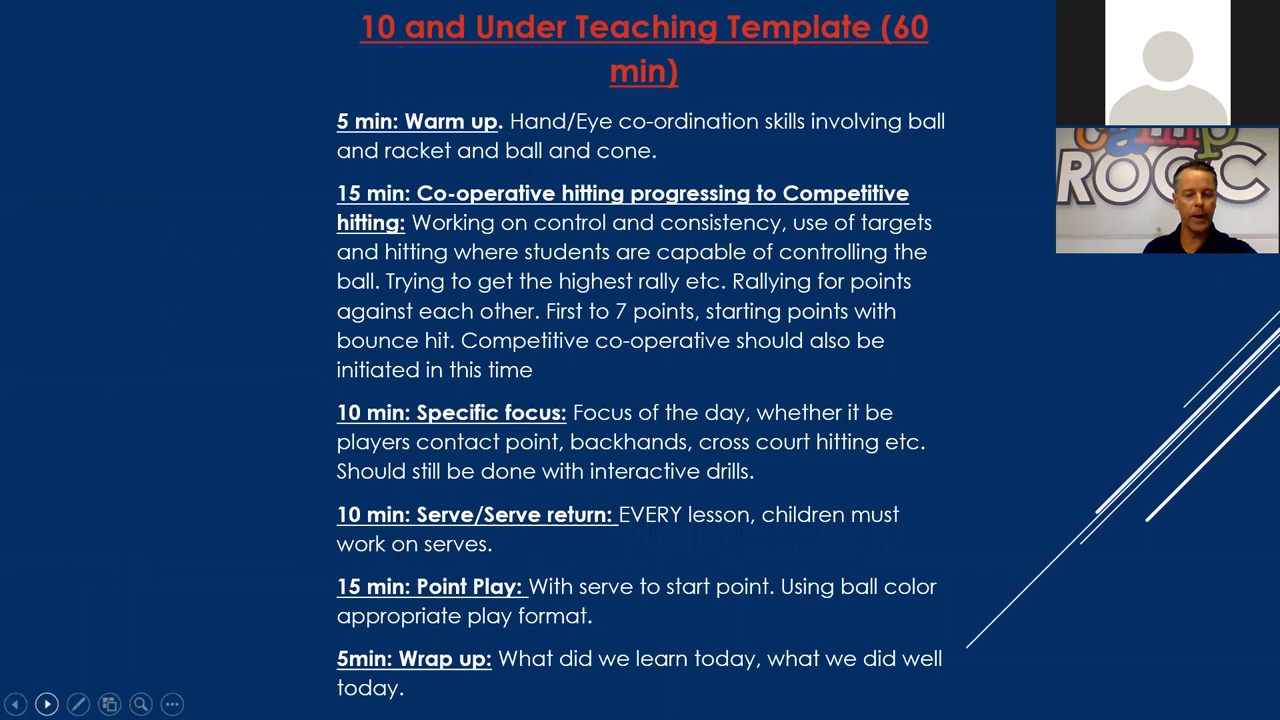 10 and Under Teaching Template (60
min)
5 min: Warm up. Hand/Eye co-ordination skills involving ball
and racket and ball and cone.
15 min: Co-operative hitting progressing to Competitive
hitting: Working on control and consistency, use of targets
and hitting where students are capable of controlling the
ball. Trying to get the highest rally etc. Rallying for points
against each other. First to 7 points, starting points with
bounce hit. Competitive co-operative should also be
initiated in this time
10 min: Specific focus: Focus of the day, whether it be
players contact point, backhands, cross court hitting etc.
Should still be done with interactive drills.
10 min: Serve/Serve return: EVERY lesson, children must
work on serves.
15 min: Point Play: With serve to start point. Using ball color
appropriate play format.
5min: Wrap up: What did we learn today, what we did well
today.
camp
ROGC